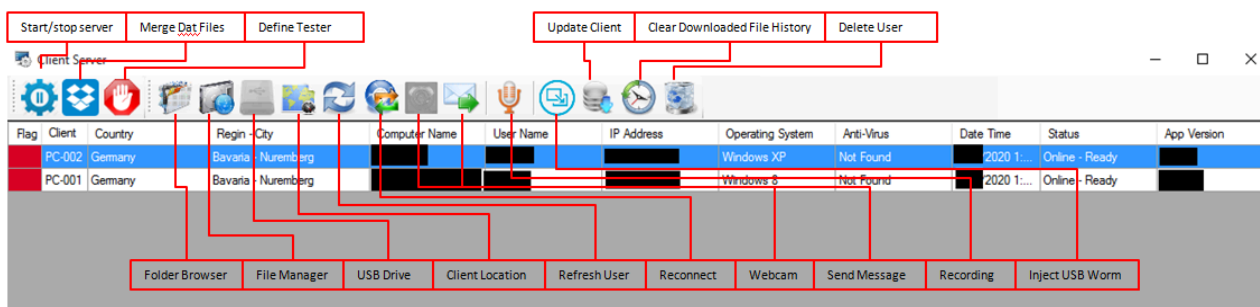 Start/stop server Merge Dat Files Define Tester Update Client Clear Downloaded File History Delete User
Client Server
Flag Client Country Regin - City Computer Name User Name IP Address Operating System Anti-Virus Date Time Status App Version
PC-002 Germany Bavaria - Nuremberg Windows XP Not Found /2020 1:... Online - Ready
PC-001 Germany Bavaria - Nuremberg Windows 8 Not Found /2020 1:... Online - Ready
Folder Browser File Manager USB Drive Client Location Refresh User Reconnect Webcam Send Message Recording Inject USB Worm